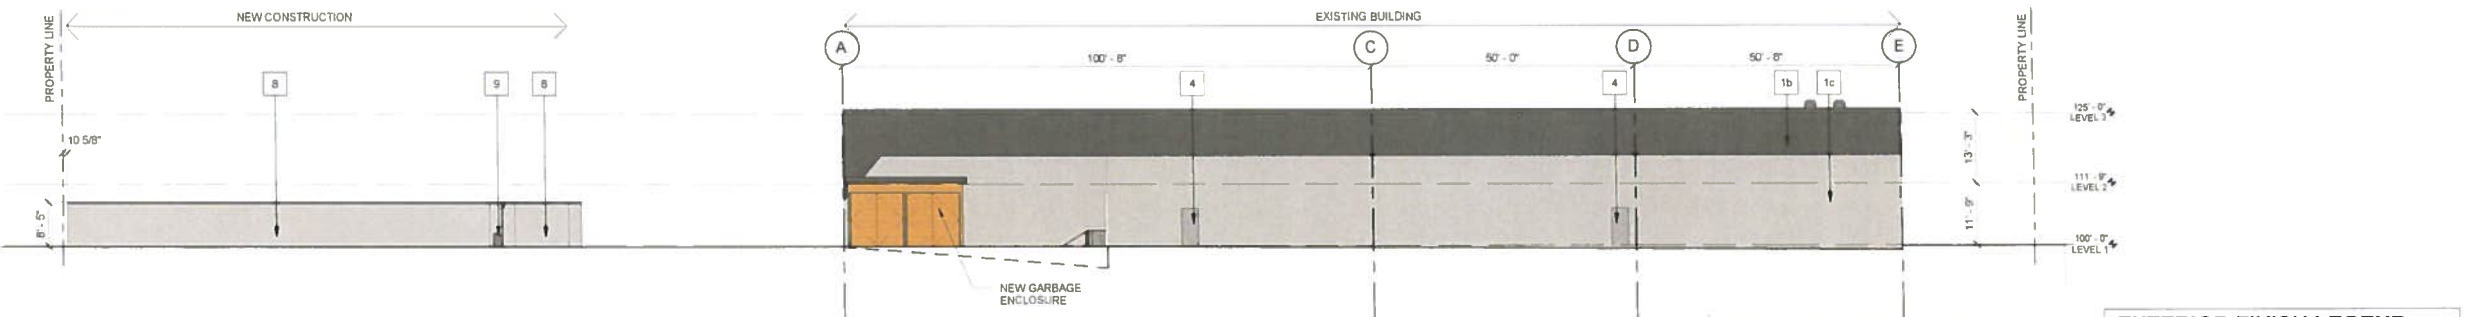 PROPERTY LINE
NEW CONSTRUCTION
EXISTING BUILDING
PROPERTY LINE
A
C
D
E
100' - 8"
50' - 0"
50' - 8"
8
9
8
4
4
1b
1c
10 5/8"
125' - 0"
LEVEL 3
13' - 3"
111' - 9"
LEVEL 2
8' - 5"
11' - 9"
100' - 0"
LEVEL 1
NEW GARBAGE
ENCLOSURE